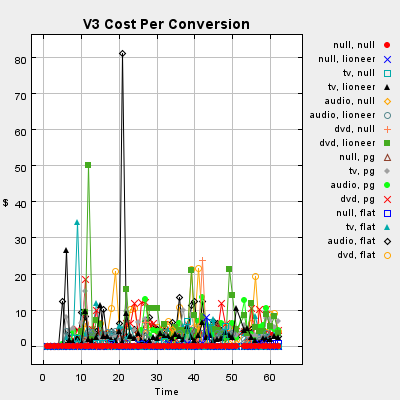 V3 Cost Per Conversion
80
70
60
50
40
30
20
10
0
$
0 10 20 30 40 50 60
Time
null, null
null, lioneer
tv, null
tv, lioneer
audio, null
audio, lioneer
dvd, null
dvd, lioneer
null, pg
tv, pg
audio, pg
dvd, pg
null, flat
tv, flat
audio, flat
dvd, flat